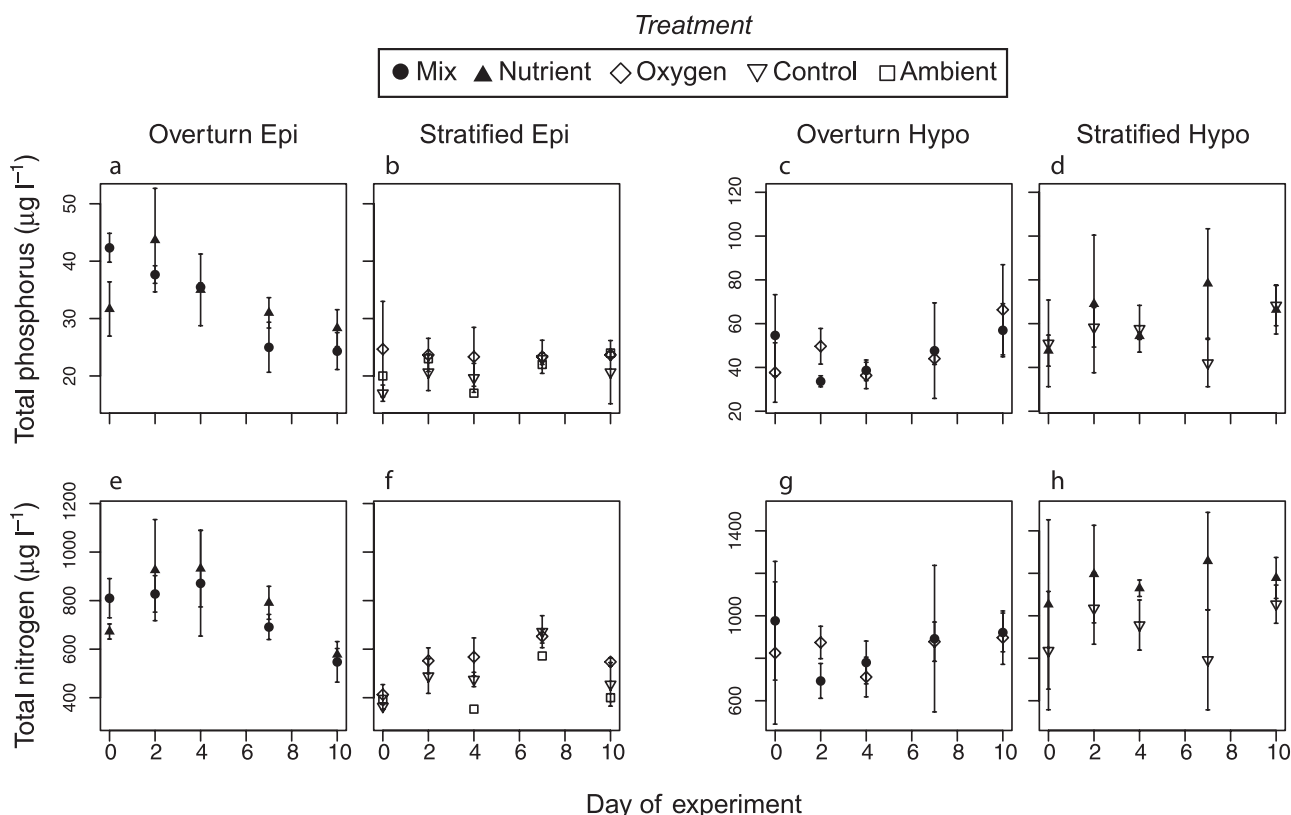 Treatment
Mix Nutrient Oxygen Control Ambient
Overturn Epi Stratified Epi Overturn Hypo Stratified Hypo
a b c d
Total phosphorus (μg l−1)
50
40
30
20
120
100
80
60
40
20
e f g h
Total nitrogen (μg l−1)
1200
1000
800
600
400
1400
1000
600
0 2 4 6 8 10 0 2 4 6 8 10 0 2 4 6 8 10 0 2 4 6 8 10
Day of experiment